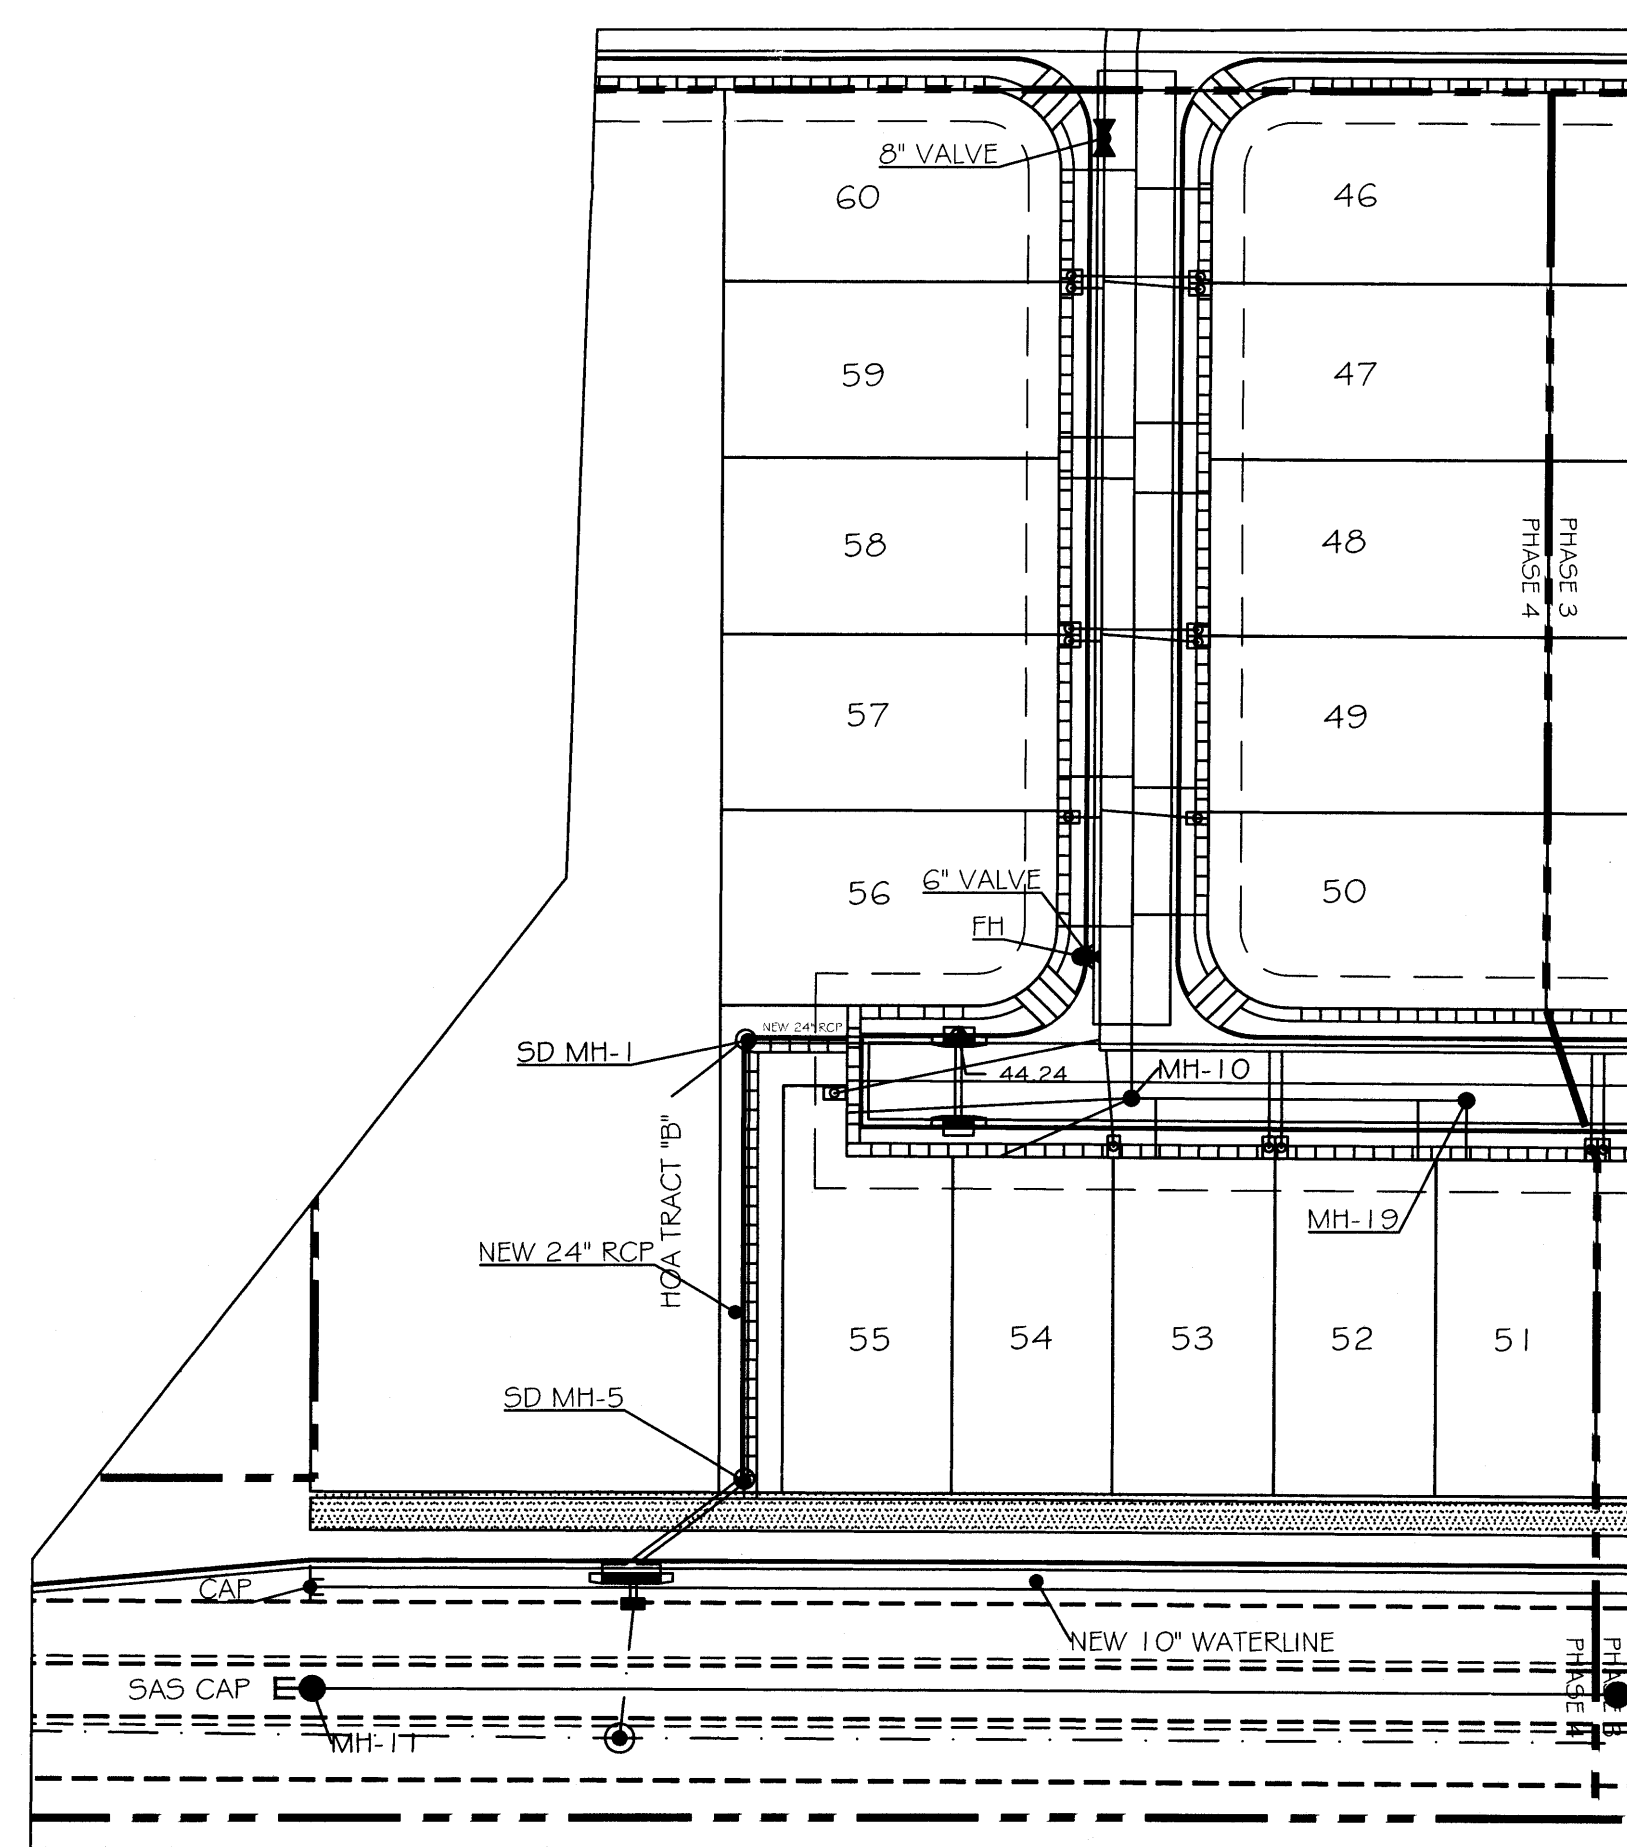 8" VALVE
60
46
59
47
58
48
PHASE 3
PHASE 4
57
49
56
6" VALVE
50
FH
NEW 24" RCP
SD MH-1
44.24
MH-10
HOA TRACT "B"
MH-19
NEW 24" RCP
55
54
53
52
51
SD MH-5
CAP
NEW 10" WATERLINE
SAS CAP
PHASE 4
MH-17